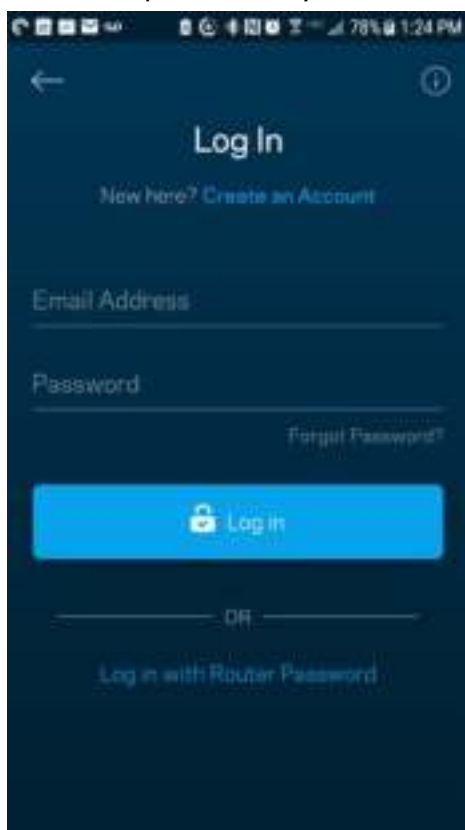 78% 1:24 PM
Log In
New here? Create an Account
Email Address
Password
Forgot Password?
Log in
OR
Log in with Router Password